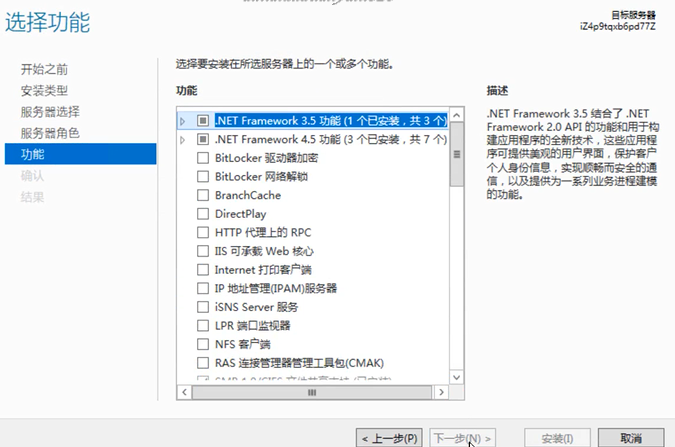 选择功能
目标服务器
iZ4p9tqxb6pd77Z
开始之前
安装类型
服务器选择
服务器角色
功能
确认
结果
选择要安装在所选服务器上的一个或多个功能。
功能
.NET Framework 3.5 功能 (1 个已安装，共 3 个)
.NET Framework 4.5 功能 (3 个已安装，共 7 个)
BitLocker 驱动器加密
BitLocker 网络解锁
BranchCache
DirectPlay
HTTP 代理上的 RPC
IIS 可承载 Web 核心
Internet 打印客户端
IP 地址管理(IPAM)服务器
iSNS Server 服务
LPR 端口监视器
NFS 客户端
RAS 连接管理器管理工具包(CMAK)
描述
.NET Framework 3.5 结合了 .NET
Framework 2.0 API 的功能和用于构
建应用程序的全新技术，这些应用程
序可提供美观的用户界面，保护客户
个人身份信息，实现顺畅而安全的通
信，以及提供为一系列业务进程建模
的功能。
< 上一步(P)
下一步(N) >
安装(I)
取消